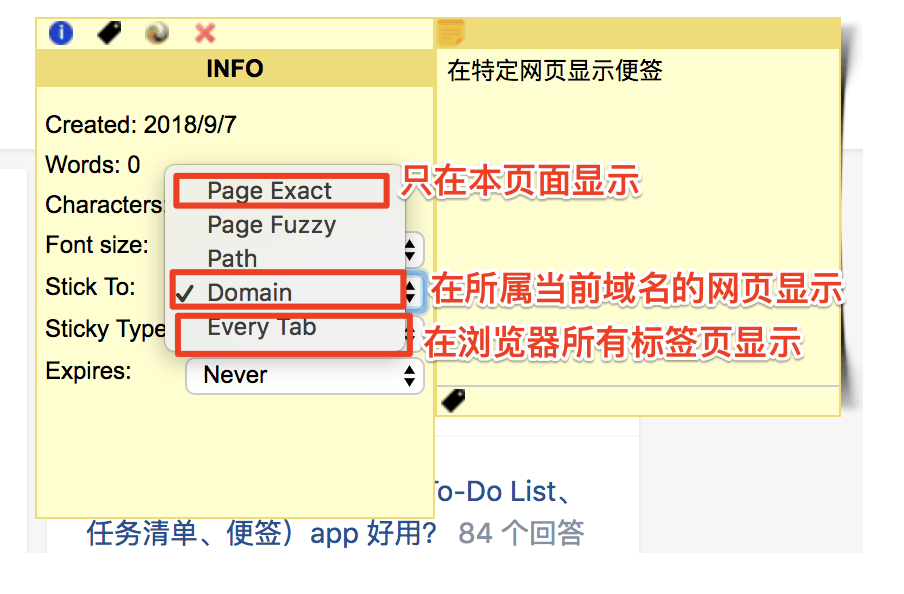 INFO
Created: 2018/9/7
Words: 0
Characters:
Font size:
Stick To:
Sticky Type
Expires:
Page Exact
Page Fuzzy
Path
✓ Domain
Every Tab
Never
只在本页面显示
在所属当前域名的网页显示
在浏览器所有标签页显示
在特定网页显示便签
To-Do List、
任务清单、便签）app 好用？ 84 个回答